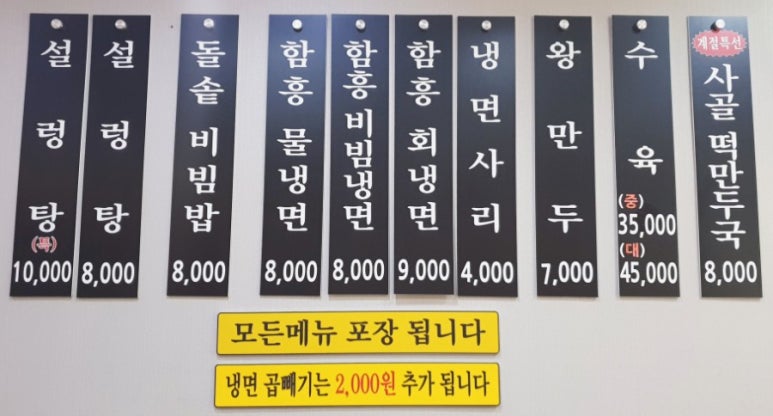 설렁탕
(특)
10,000
설렁탕
8,000
돌솥 비빔밥
8,000
함흥 물냉면
8,000
함흥 비빔냉면
8,000
함흥 회냉면
9,000
냉면사리
4,000
왕만두
7,000
수육
(중)
35,000
(대)
45,000
계절특선
사골 떡만두국
8,000
모든메뉴 포장 됩니다
냉면 곱빼기는 2,000원 추가 됩니다